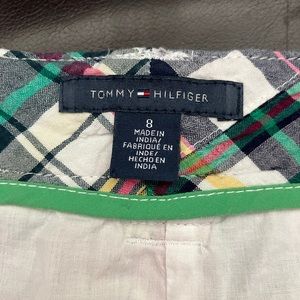 TOMMY HILFIGER
8
MADE IN
INDIA/
FABRIQUÉ EN
INDE/
HECHO EN
INDIA